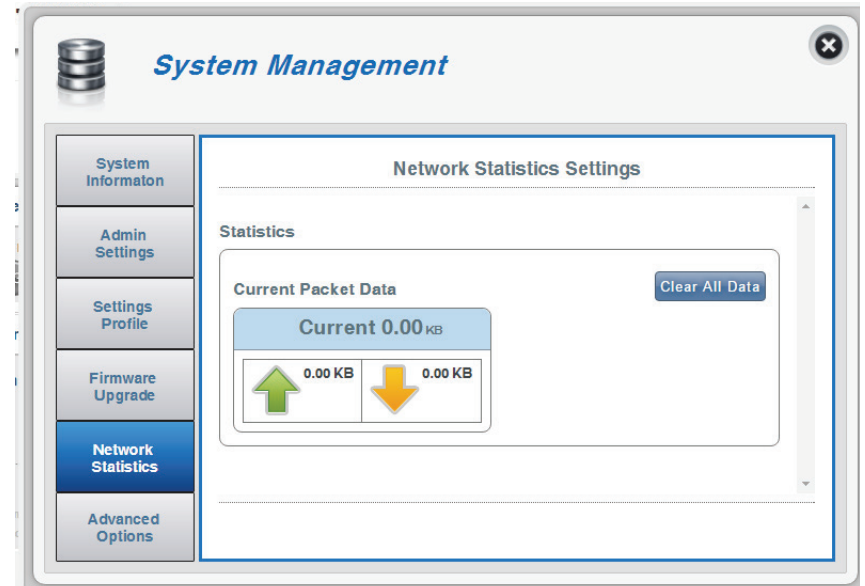 System Management
System
Informaton
Admin
Settings
Settings
Profile
Firmware
Upgrade
Network
Statistics
Advanced
Options
Network Statistics Settings
Statistics
Current Packet Data
Clear All Data
Current 0.00 KB
0.00 KB
0.00 KB